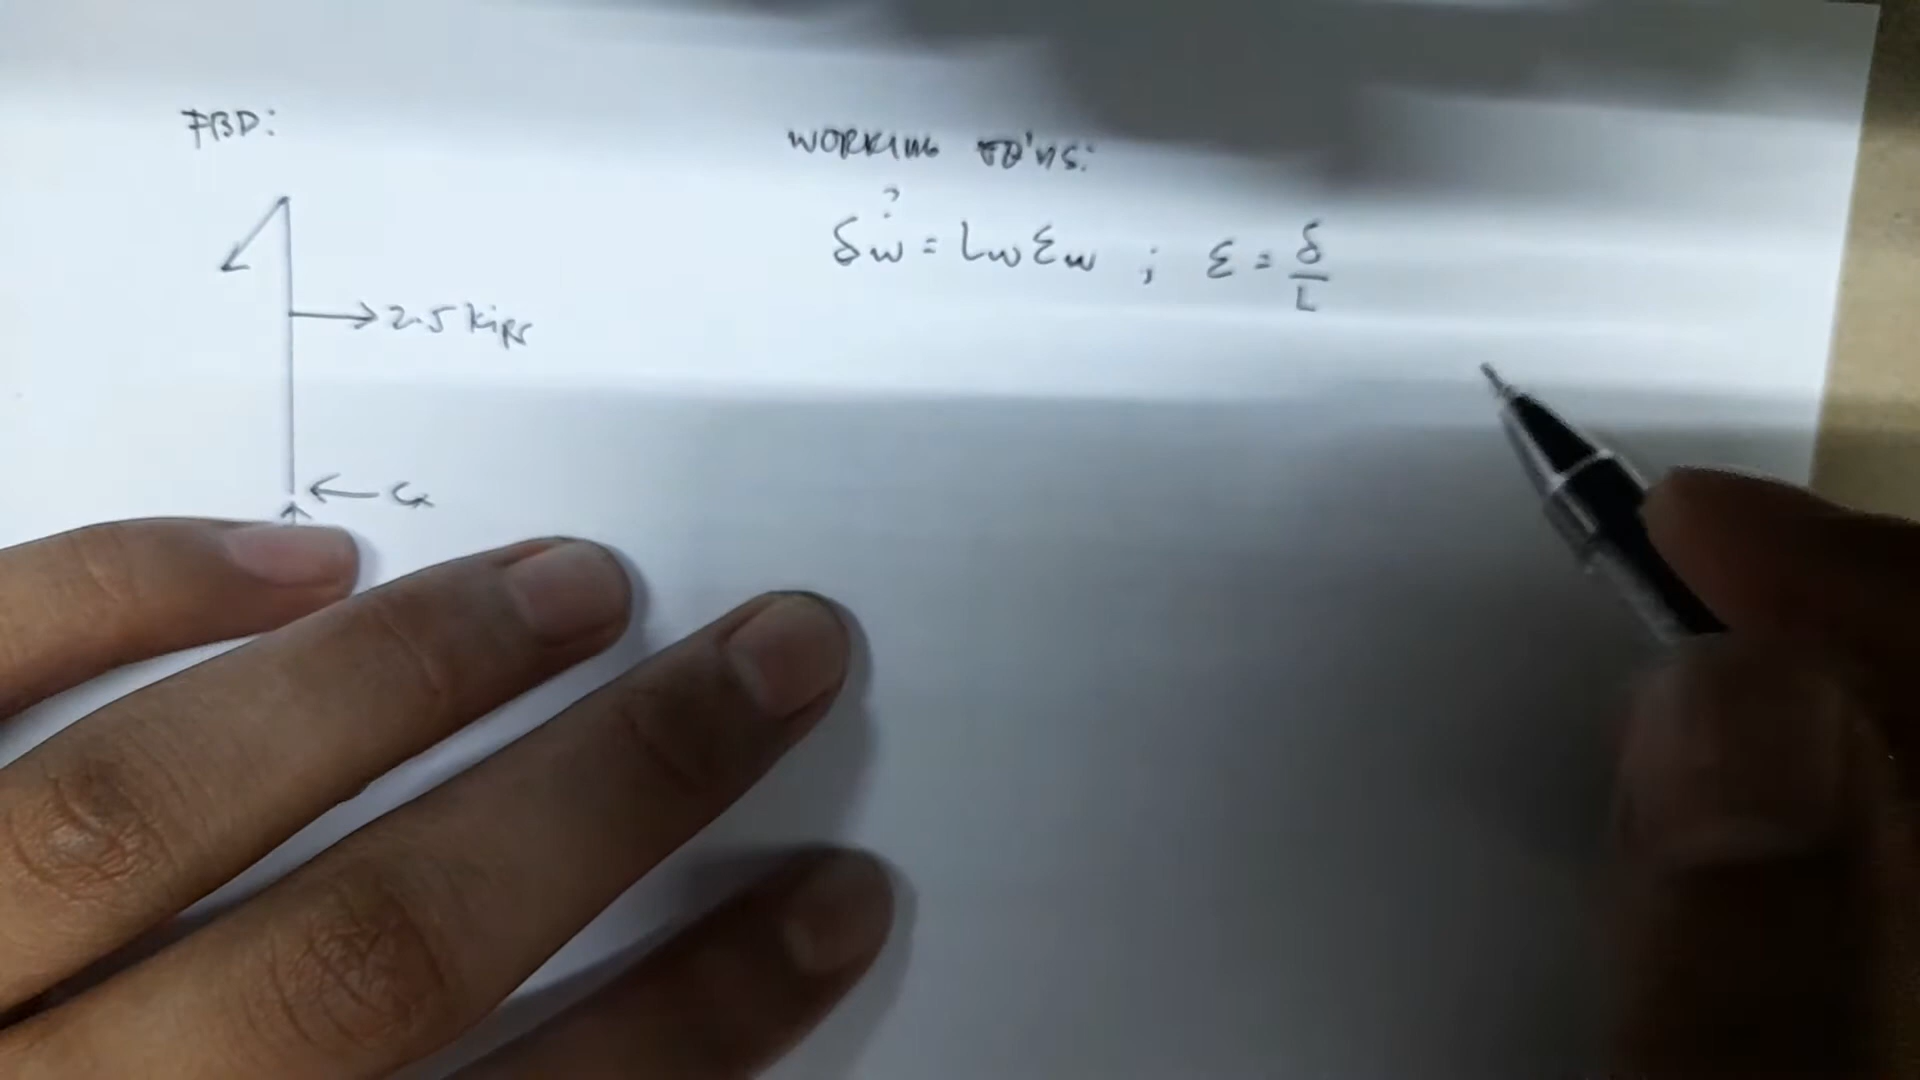 FBD:
2.5 kips
Cx
WORKING EQ'NS:
?
δw = Lw εw ; ε = δ/L